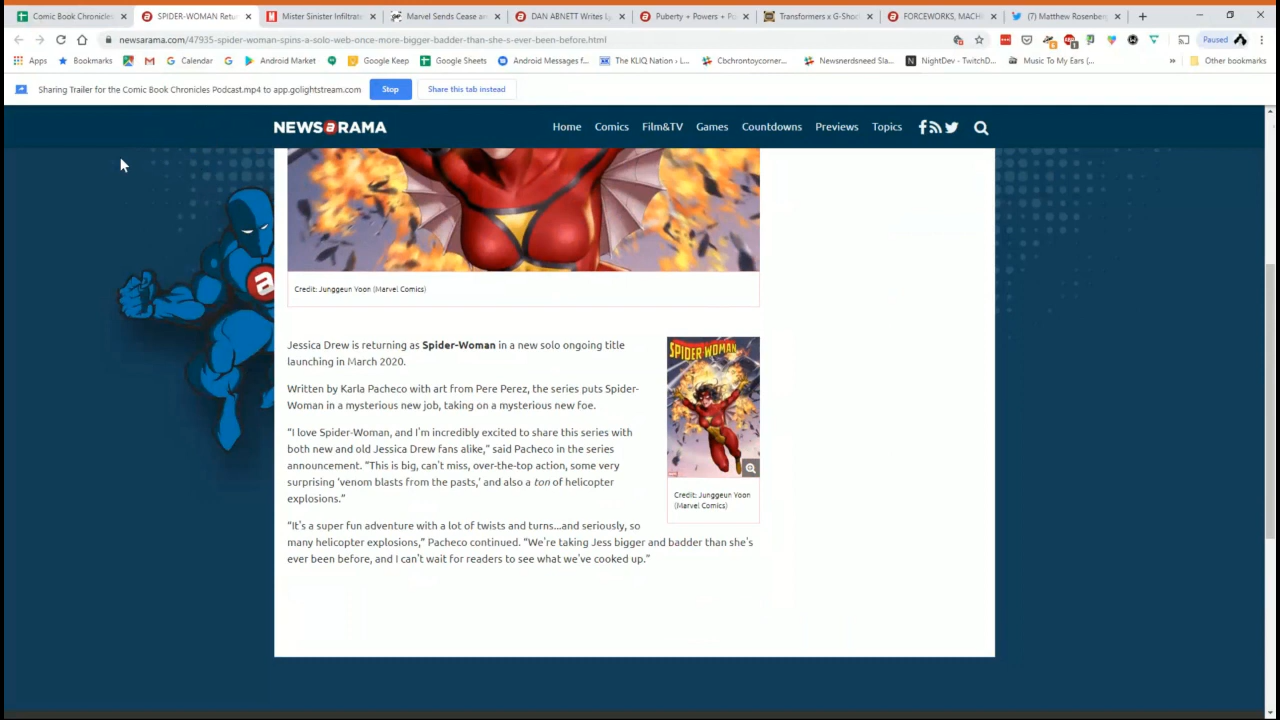 Comic Book Chronicles
SPIDER-WOMAN Retu
Mister Sinister Infiltrate
Marvel Sends Cease an
DAN ABNETT Writes
Puberty + Powers + P
Transformers x G-Sho
FORCEWORKS, MACH
(7) Matthew Rosenber
newsarama.com/47935-spider-woman-spins-a-solo-web-once-more-bigger-badder-than-she-s-ever-been-before.html
Paused
Apps
Bookmarks
Calendar
Android Market
Google Keep
Google Sheets
Android Messages f...
The KLIQ Nation › L...
Cbchrontoycorner...
Newsnerdsneed Sla...
NightDev - TwitchD...
Music To My Ears (...
»
Other bookmarks
Sharing Trailer for the Comic Book Chronicles Podcast.mp4 to app.golightstream.com
Stop
Share this tab instead
NEWSaRAMA
Home
Comics
Film&TV
Games
Countdowns
Previews
Topics
a
Credit: Junggeun Yoon (Marvel Comics)
Jessica Drew is returning as Spider-Woman in a new solo ongoing title
launching in March 2020.
Written by Karla Pacheco with art from Pere Perez, the series puts Spider-
Woman in a mysterious new job, taking on a mysterious new foe.
“I love Spider-Woman, and I'm incredibly excited to share this series with
both new and old Jessica Drew fans alike,” said Pacheco in the series
announcement. “This is big, can't miss, over-the-top action, some very
surprising ‘venom blasts from the pasts,’ and also a ton of helicopter
explosions.”
“It's a super fun adventure with a lot of twists and turns...and seriously, so
many helicopter explosions,” Pacheco continued. “We're taking Jess bigger and badder than she's
ever been before, and I can't wait for readers to see what we've cooked up.”
SPIDER-WOMAN
Credit: Junggeun Yoon
(Marvel Comics)